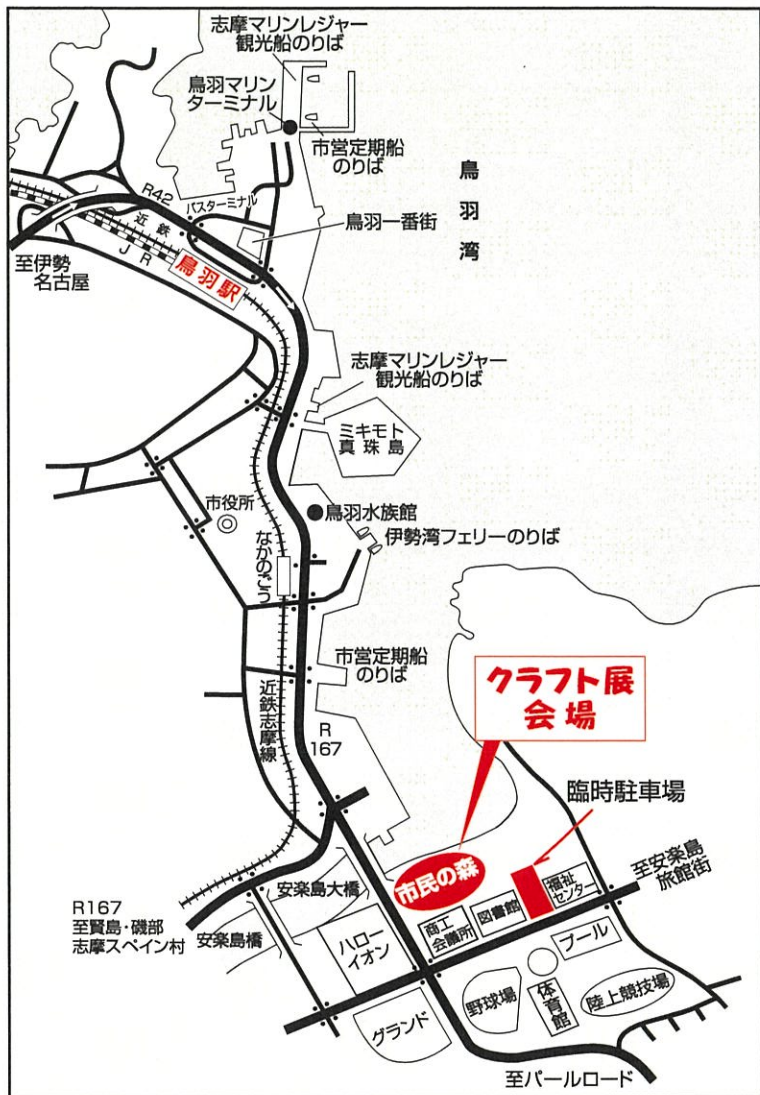 志摩マリンレジャー
観光船のりば
鳥羽マリン
ターミナル
市営定期船
のりば
鳥羽湾
R42
バスターミナル
近鉄
JR
鳥羽一番街
鳥羽駅
至伊勢
名古屋
志摩マリンレジャー
観光船のりば
ミキモト
真珠島
市役所
鳥羽水族館
伊勢湾フェリーのりば
なかのごう
市営定期船
のりば
近鉄志摩線
R
167
クラフト展
会場
臨時駐車場
市民の森
至安楽島
旅館街
福祉
センター
図書館
商工
会議所
安楽島大橋
R167
至賢島・磯部
志摩スペイン村
安楽島橋
ハロー
イオン
プール
野球場
体育館
陸上競技場
グランド
至パールロード